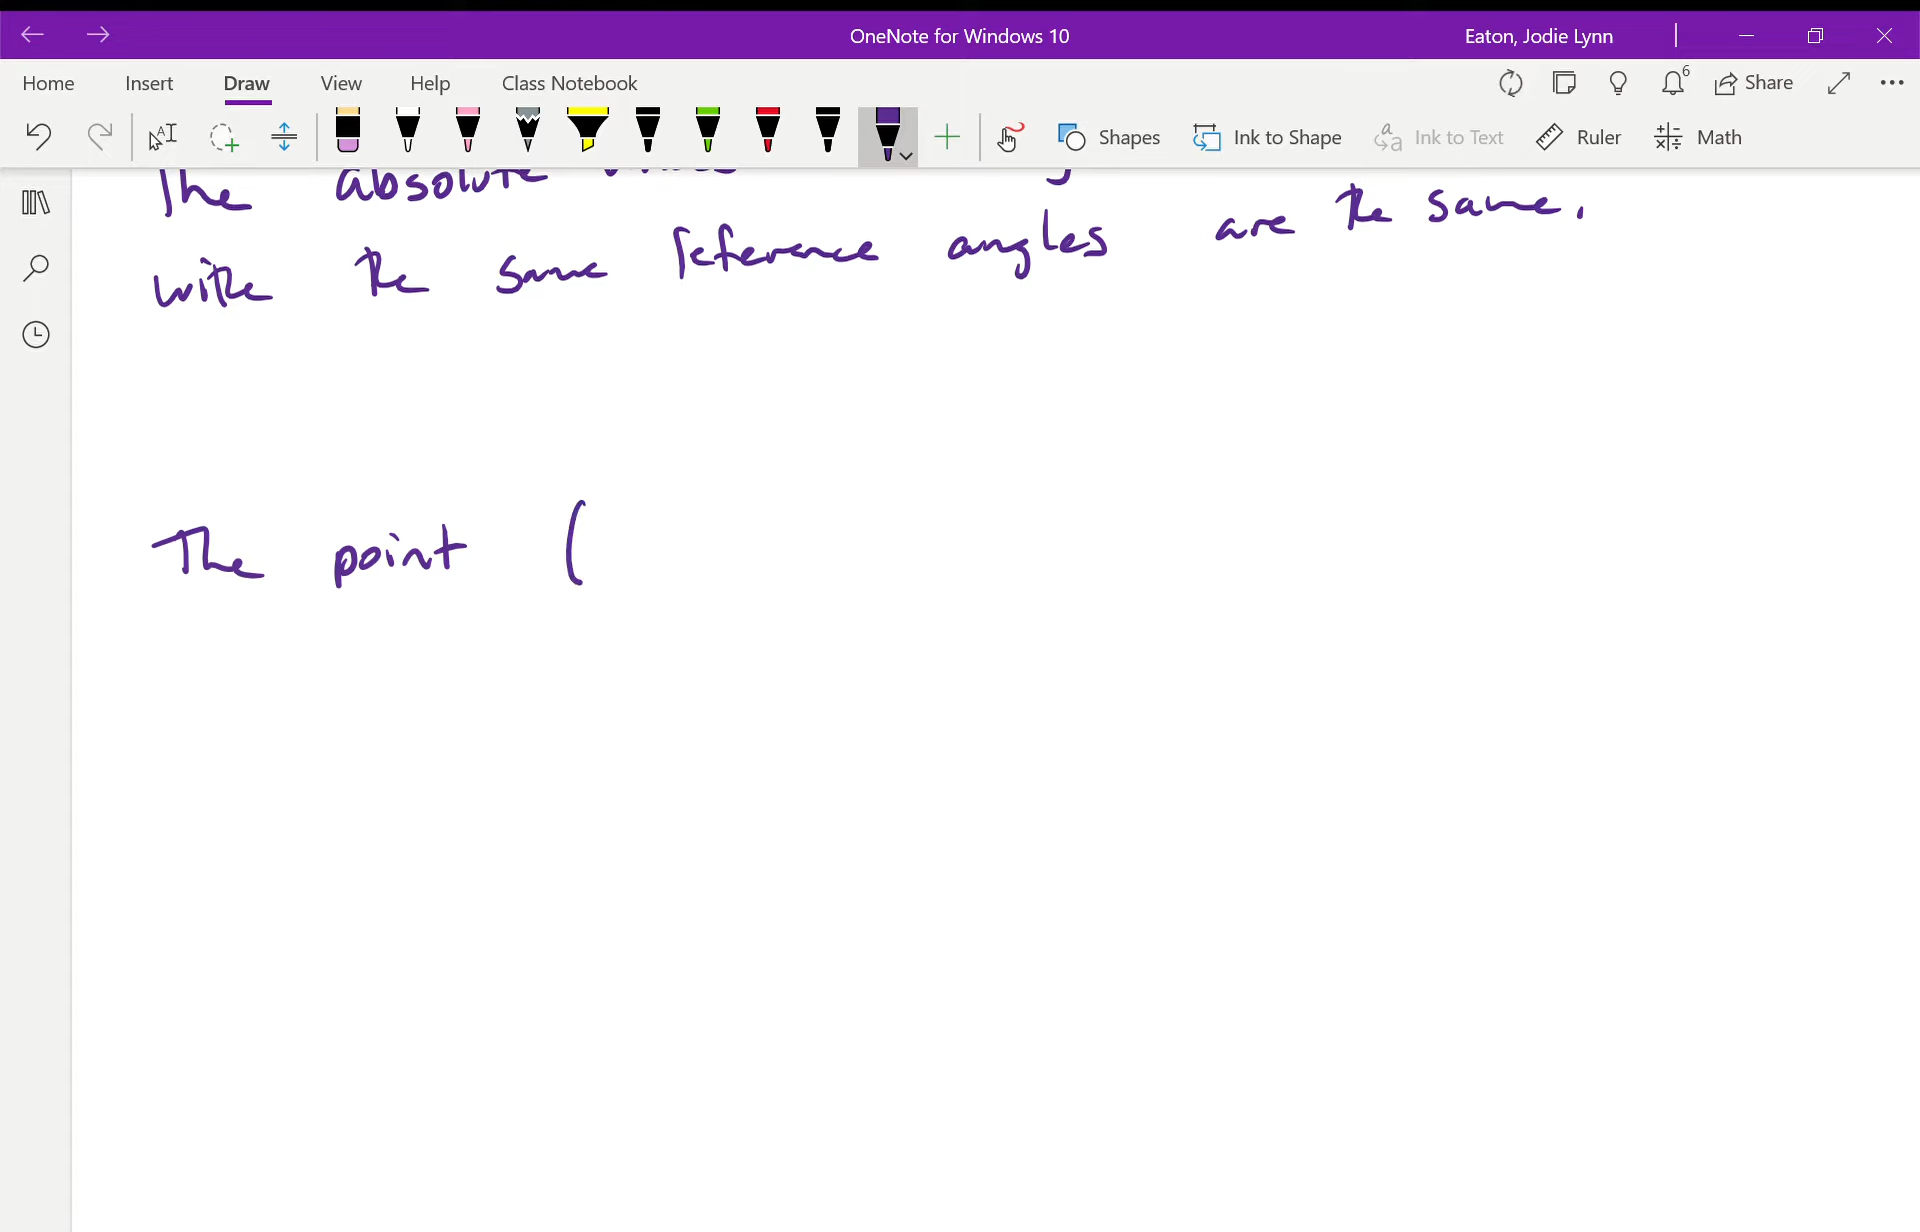 OneNote for Windows 10
Eaton, Jodie Lynn
Home Insert Draw View Help Class Notebook
6
Share
Shapes Ink to Shape Ink to Text Ruler Math
The absolute
with the same reference angles are the same.
The point (